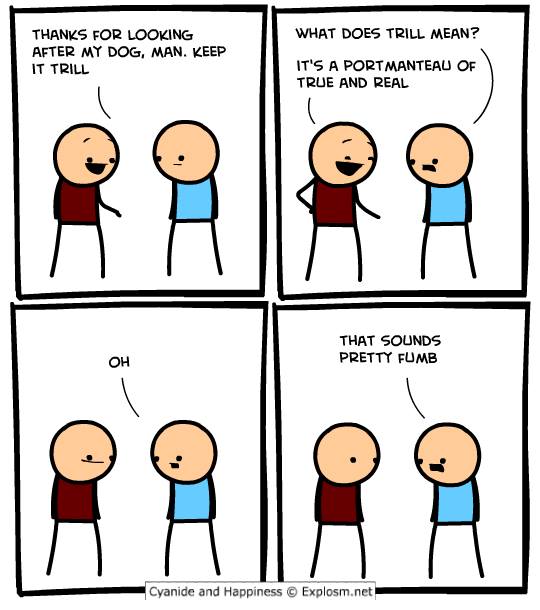 THANKS FOR LOOKING
AFTER MY DOG, MAN. KEEP
IT TRILL
WHAT DOES TRILL MEAN?
IT'S A PORTMANTEAU OF
TRUE AND REAL
OH
THAT SOUNDS
PRETTY FUMB
Cyanide and Happiness © Explosm.net